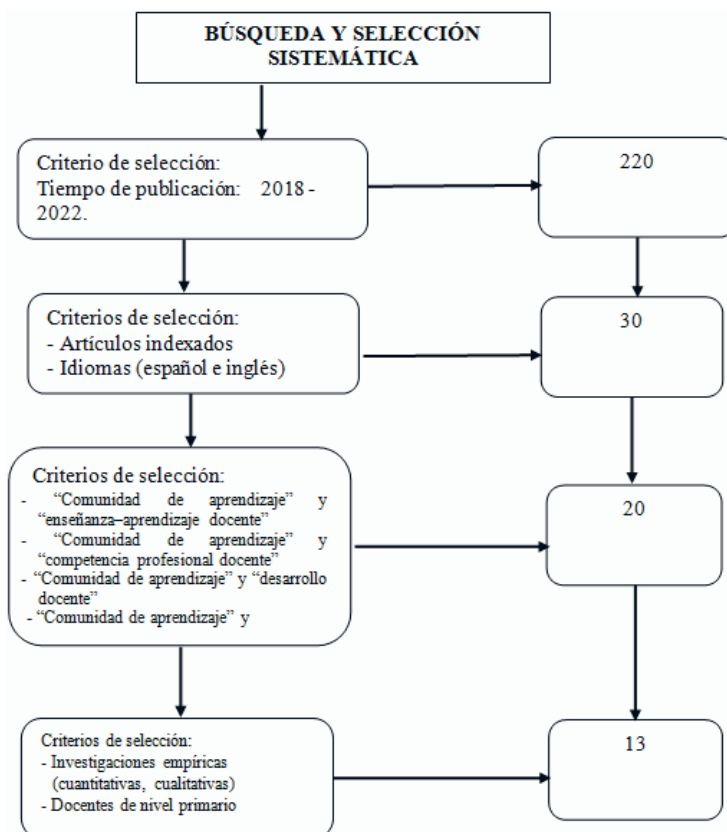 BÚSQUEDA Y SELECCIÓN
SISTEMÁTICA
Criterio de selección:
Tiempo de publicación: 2018 -
2022.
220
Criterios de selección:
- Artículos indexados
- Idiomas (español e inglés)
30
Criterios de selección:
- “Comunidad de aprendizaje” y
“enseñanza–aprendizaje docente”
- “Comunidad de aprendizaje” y
“competencia profesional docente”
- “Comunidad de aprendizaje” y “desarrollo
docente”
- “Comunidad de aprendizaje” y
20
Criterios de selección:
- Investigaciones empíricas
(cuantitativas, cualitativas)
- Docentes de nivel primario
13